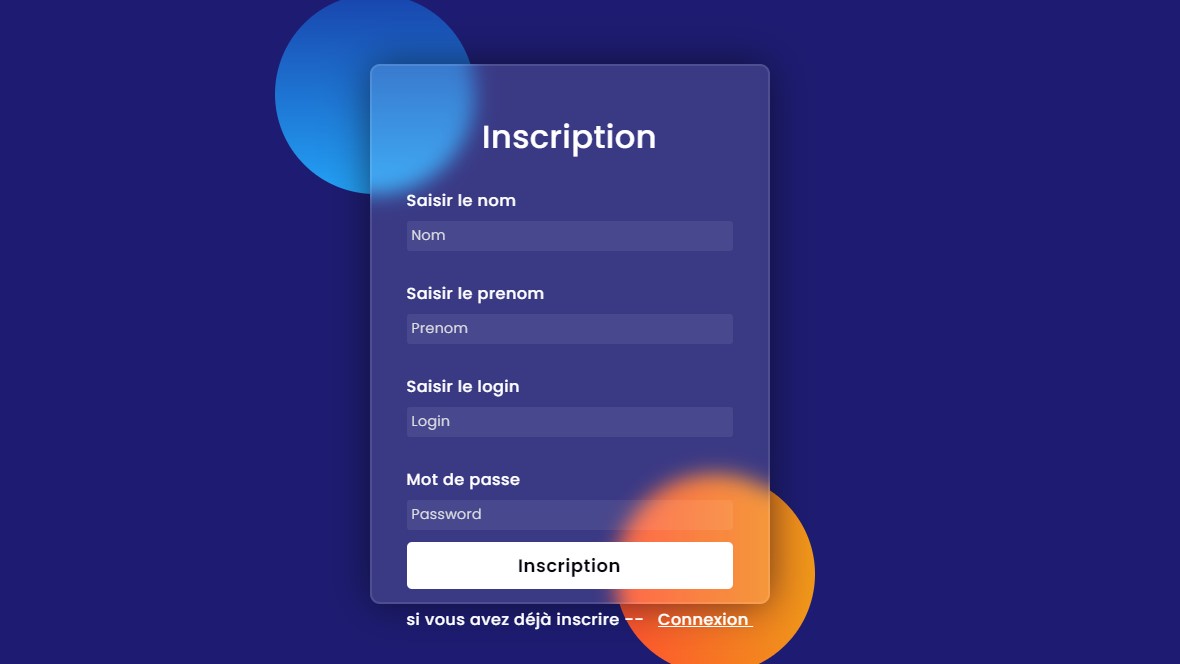 Inscription
Saisir le nom
Nom
Saisir le prenom
Prenom
Saisir le login
Login
Mot de passe
Password
Inscription
si vous avez déjà inscrire -- Connexion